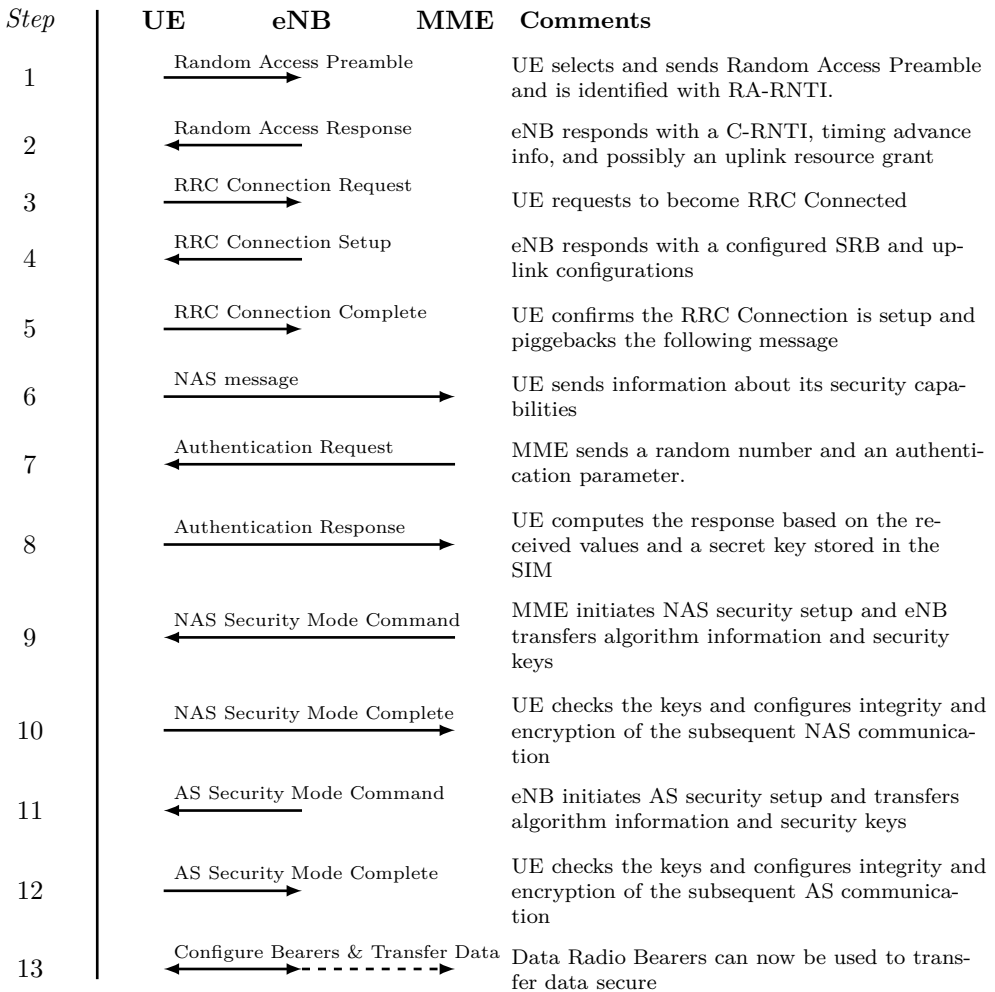 Step UE eNB MME Comments
Random Access Preamble
1
UE selects and sends Random Access Preamble
and is identified with RA-RNTI.
Random Access Response
2
eNB responds with a C-RNTI, timing advance
info, and possibly an uplink resource grant
RRC Connection Request
3
UE requests to become RRC Connected
RRC Connection Setup
4
eNB responds with a configured SRB and up-
link configurations
RRC Connection Complete
5
UE confirms the RRC Connection is setup and
piggebacks the following message
NAS message
6
UE sends information about its security capa-
bilities
Authentication Request
7
MME sends a random number and an authenti-
cation parameter.
Authentication Response
8
UE computes the response based on the re-
ceived values and a secret key stored in the
SIM
NAS Security Mode Command
9
MME initiates NAS security setup and eNB
transfers algorithm information and security
keys
NAS Security Mode Complete
10
UE checks the keys and configures integrity and
encryption of the subsequent NAS communica-
tion
AS Security Mode Command
11
eNB initiates AS security setup and transfers
algorithm information and security keys
AS Security Mode Complete
12
UE checks the keys and configures integrity and
encryption of the subsequent AS communica-
tion
Configure Bearers & Transfer Data
13
Data Radio Bearers can now be used to trans-
fer data secure